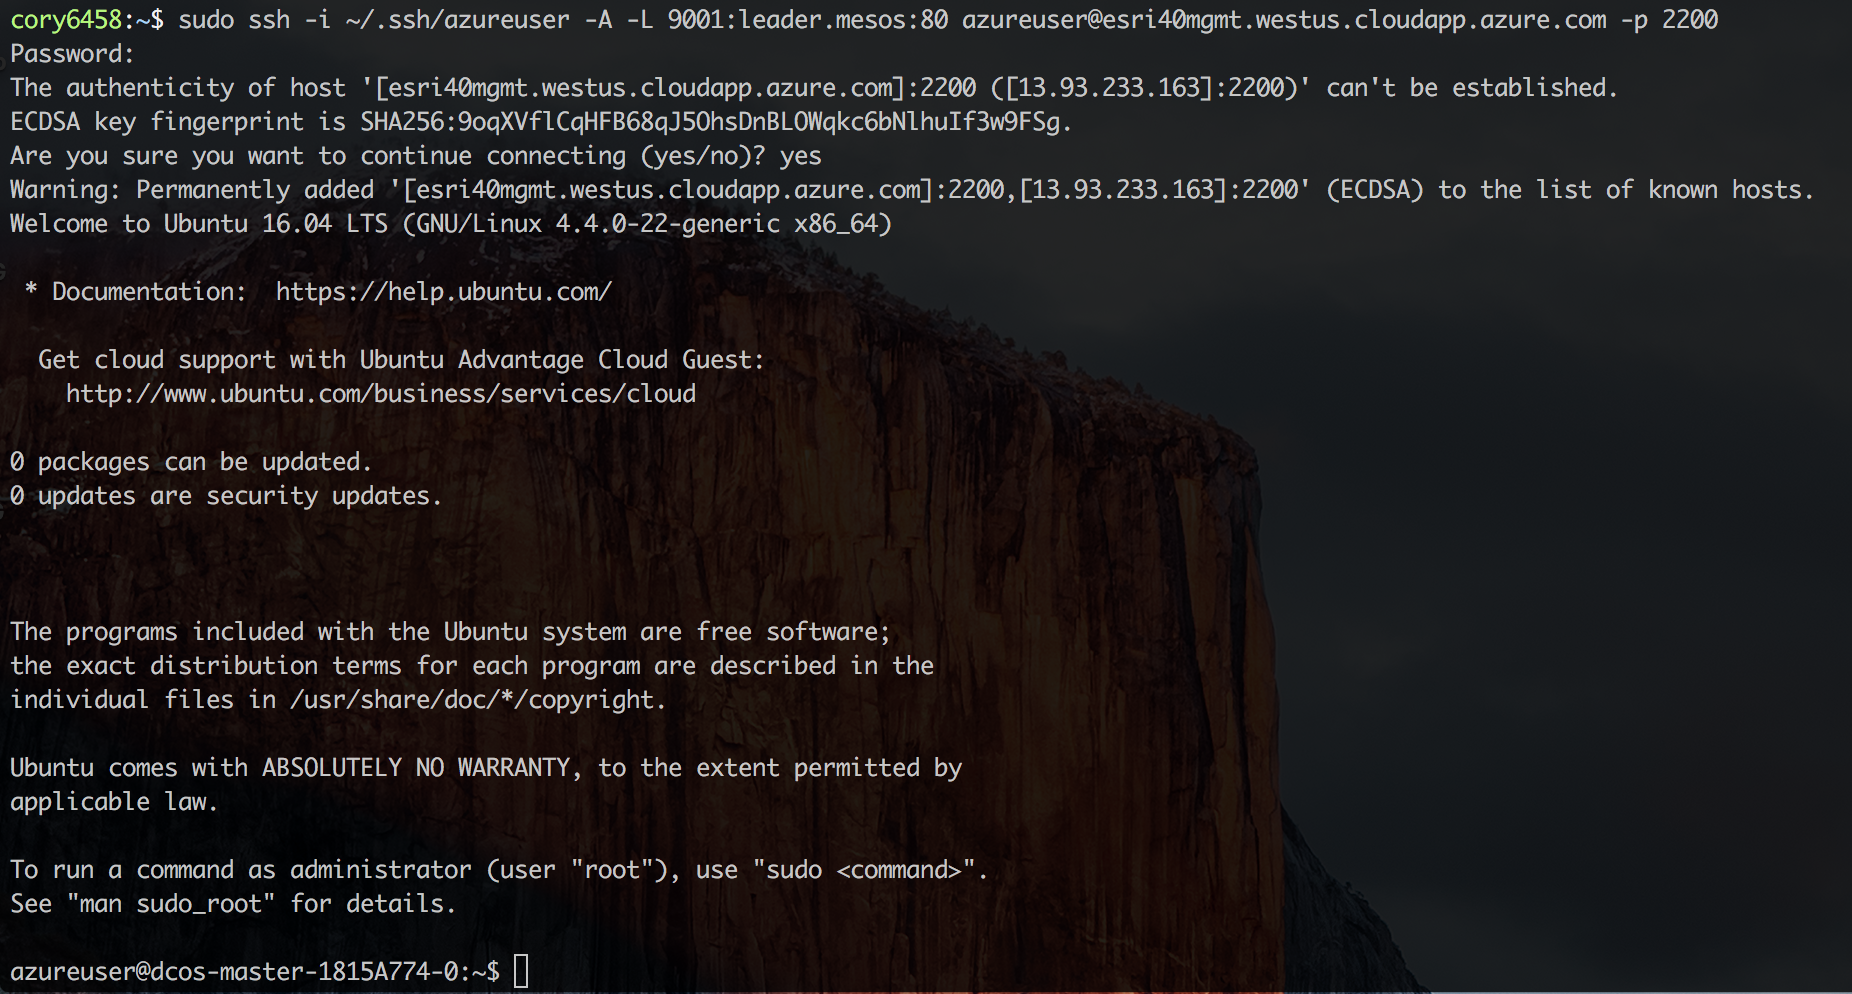 cory6458:~$ sudo ssh -i ~/.ssh/azureuser -A -L 9001:leader.mesos:80 azureuser@esri40mgmt.westus.cloudapp.azure.com -p 2200
Password:
The authenticity of host '[esri40mgmt.westus.cloudapp.azure.com]:2200 ([13.93.233.163]:2200)' can't be established.
ECDSA key fingerprint is SHA256:9oqXVflCqHFB68qJ5OhsDnBLOWqkc6bNlhuIf3w9FSg.
Are you sure you want to continue connecting (yes/no)? yes
Warning: Permanently added '[esri40mgmt.westus.cloudapp.azure.com]:2200,[13.93.233.163]:2200' (ECDSA) to the list of known hosts.
Welcome to Ubuntu 16.04 LTS (GNU/Linux 4.4.0-22-generic x86_64)
 * Documentation:  https://help.ubuntu.com/
  Get cloud support with Ubuntu Advantage Cloud Guest:
    http://www.ubuntu.com/business/services/cloud
0 packages can be updated.
0 updates are security updates.
The programs included with the Ubuntu system are free software;
the exact distribution terms for each program are described in the
individual files in /usr/share/doc/*/copyright.
Ubuntu comes with ABSOLUTELY NO WARRANTY, to the extent permitted by
applicable law.
To run a command as administrator (user "root"), use "sudo <command>".
See "man sudo_root" for details.
azureuser@dcos-master-1815A774-0:~$